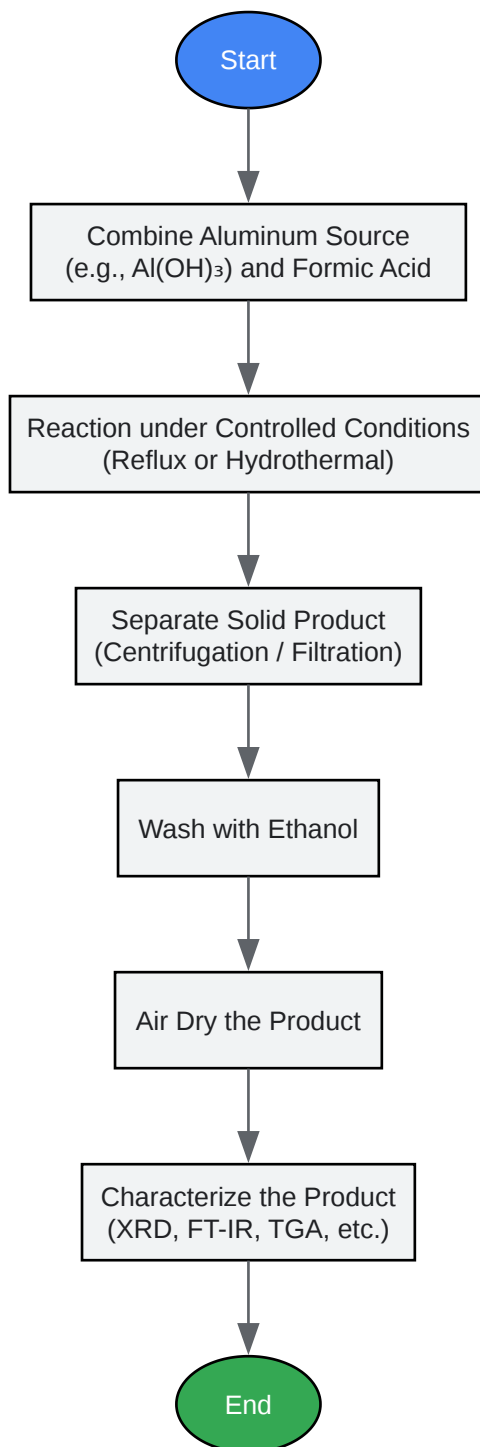 Start
Combine Aluminum Source
(e.g., Al(OH)₃) and Formic Acid
Reaction under Controlled Conditions
(Reflux or Hydrothermal)
Separate Solid Product
(Centrifugation / Filtration)
Wash with Ethanol
Air Dry the Product
Characterize the Product
(XRD, FT-IR, TGA, etc.)
End